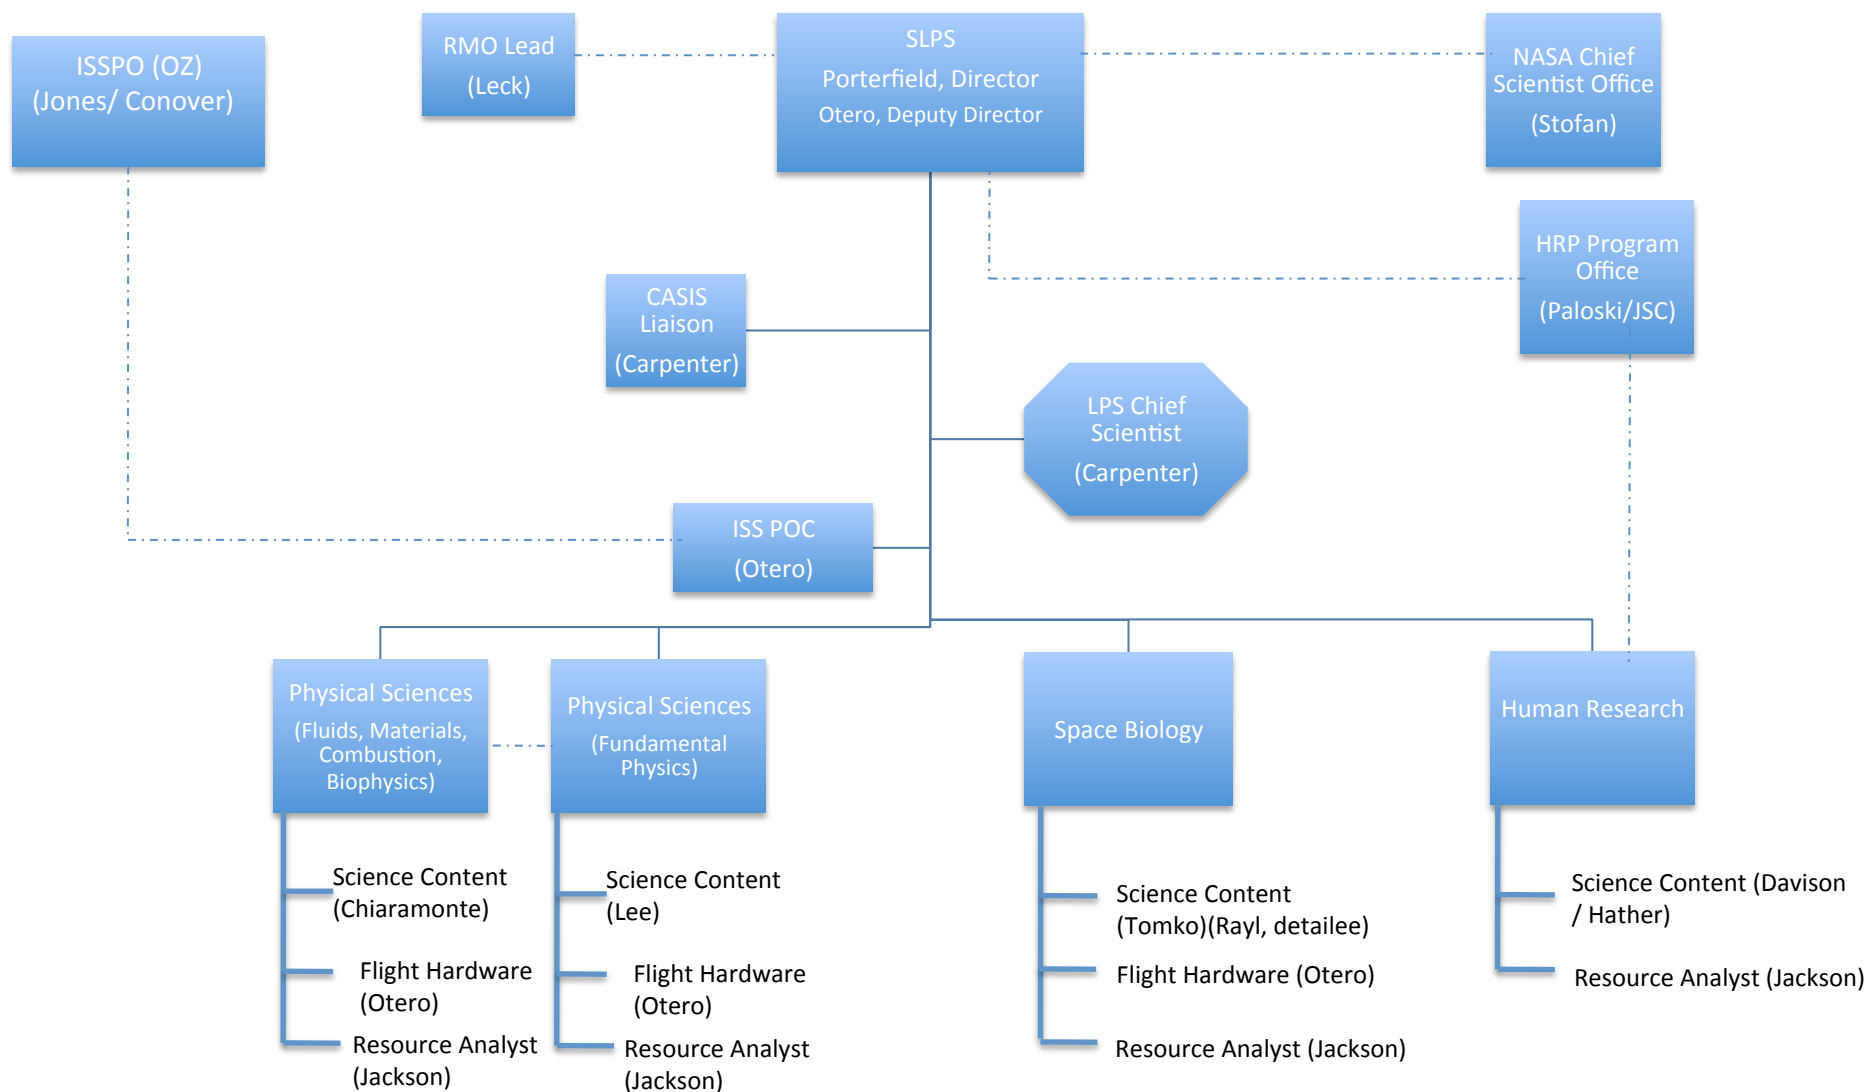 ISSPO (OZ)
(Jones/ Conover)
RMO Lead
(Leck)
SLPS
Porterfield, Director
Otero, Deputy Director
NASA Chief
Scientist Office
(Stofan)
HRP Program
Office
(Paloski/JSC)
CASIS
Liaison
(Carpenter)
LPS Chief
Scientist
(Carpenter)
ISS POC
(Otero)
Physical Sciences
(Fluids, Materials,
Combustion,
Biophysics)
Physical Sciences
(Fundamental
Physics)
Space Biology
Human Research
Science Content
(Chiaramonte)
Flight Hardware
(Otero)
Resource Analyst
(Jackson)
Science Content
(Lee)
Flight Hardware
(Otero)
Resource Analyst
(Jackson)
Science Content
(Tomko)(Rayl, detailee)
Flight Hardware (Otero)
Resource Analyst (Jackson)
Science Content (Davison
/ Hather)
Resource Analyst (Jackson)